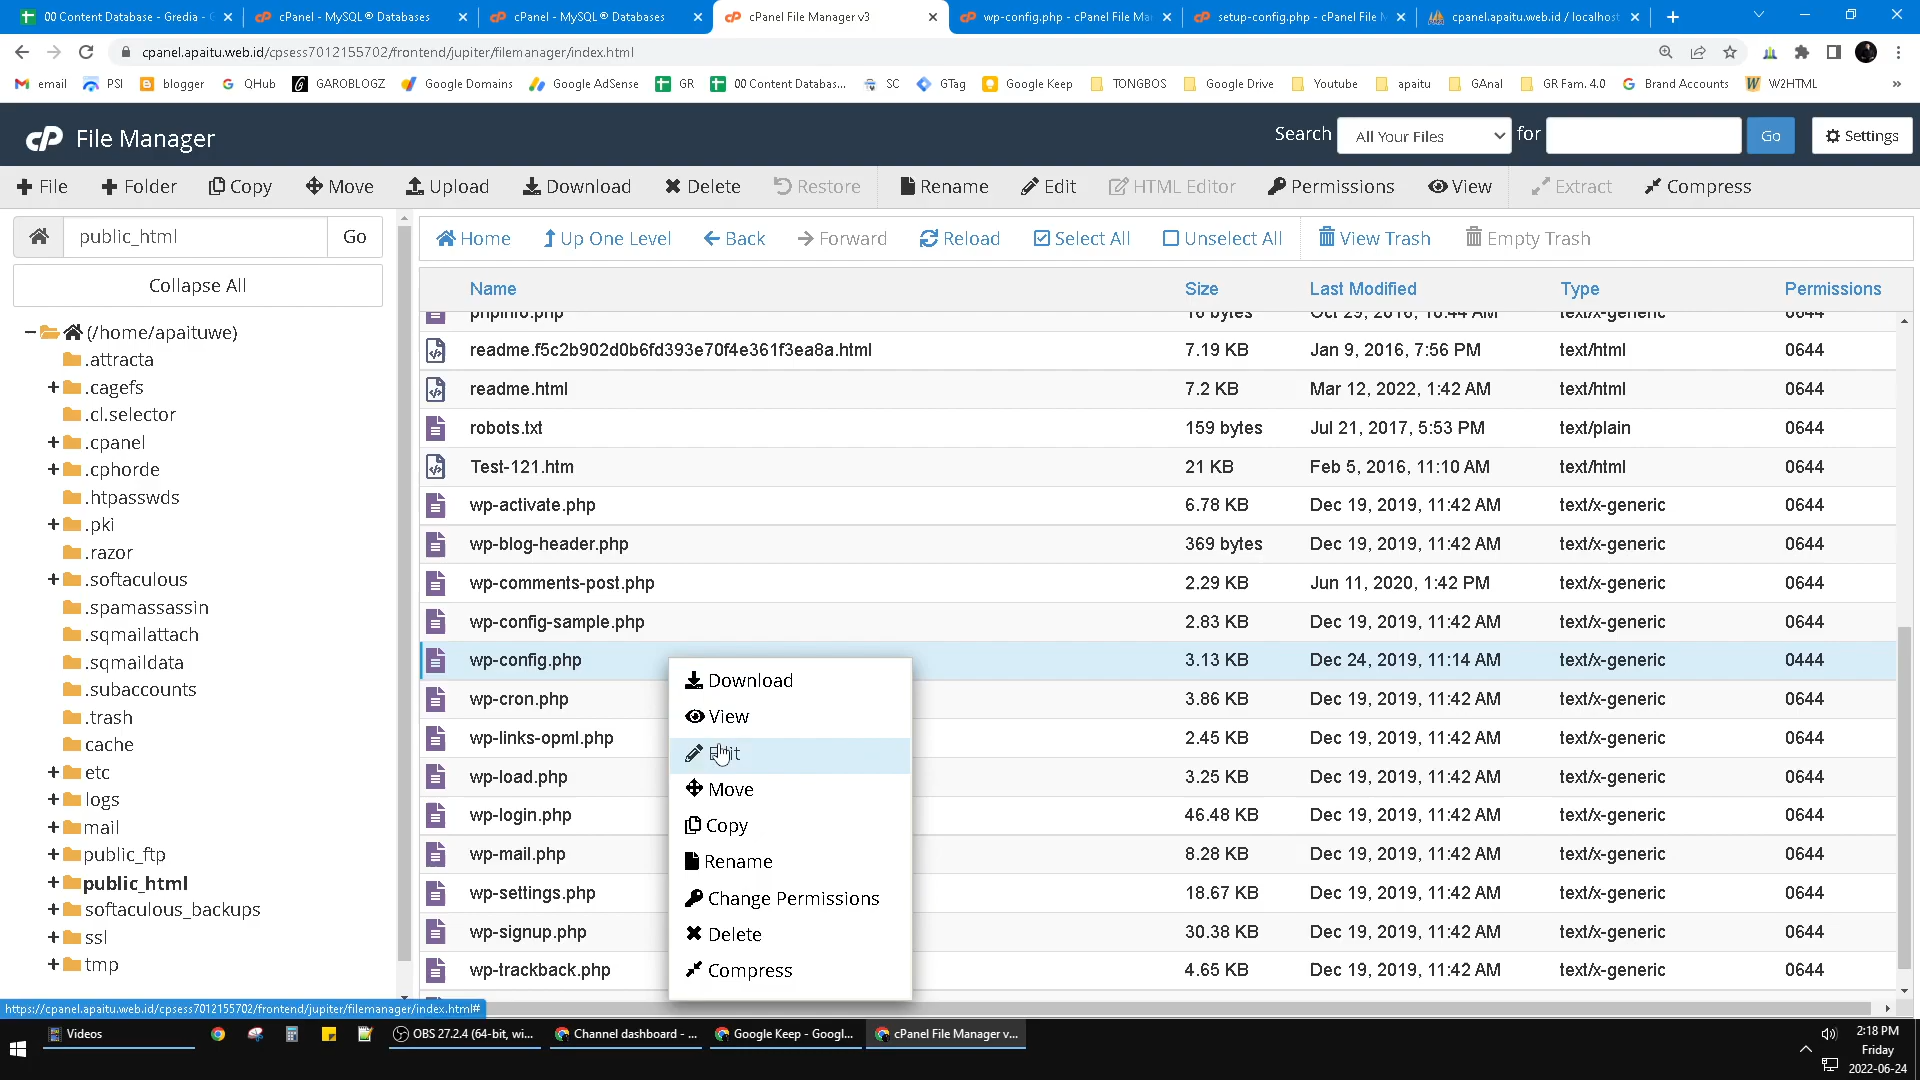 00 Content Database - Gredia - G
cPanel - MySQL® Databases
cPanel - MySQL® Databases
cPanel File Manager v3
wp-config.php - cPanel File Ma
setup-config.php - cPanel File M
cpanel.apaitu.web.id / localhost
cpanel.apaitu.web.id/cpsess7012155702/frontend/jupiter/filemanager/index.html
email PSI blogger QHub GAROBLOGZ Google Domains Google AdSense GR 00 Content Databas... SC GTag Google Keep TONGBOS Google Drive Youtube apaitu GAnal GR Fam. 4.0 Brand Accounts W2HTML »
cP File Manager
Search All Your Files for Go Settings
File Folder Copy Move Upload Download Delete Restore Rename Edit HTML Editor Permissions View Extract Compress
public_html Go
Home Up One Level Back Forward Reload Select All Unselect All View Trash Empty Trash
Collapse All
(/home/apaituwe)
.attracta
.cagefs
.cl.selector
.cpanel
.cphorde
.htpasswds
.pki
.razor
.softaculous
.spamassassin
.sqmailattach
.sqmaildata
.subaccounts
.trash
cache
etc
logs
mail
public_ftp
public_html
softaculous_backups
ssl
tmp
Name Size Last Modified Type Permissions
phpinfo.php 16 bytes Oct 29, 2016, 10:44 AM text/x-generic 0644
readme.f5c2b902d0b6fd393e70f4e361f3ea8a.html 7.19 KB Jan 9, 2016, 7:56 PM text/html 0644
readme.html 7.2 KB Mar 12, 2022, 1:42 AM text/html 0644
robots.txt 159 bytes Jul 21, 2017, 5:53 PM text/plain 0644
Test-121.htm 21 KB Feb 5, 2016, 11:10 AM text/html 0644
wp-activate.php 6.78 KB Dec 19, 2019, 11:42 AM text/x-generic 0644
wp-blog-header.php 369 bytes Dec 19, 2019, 11:42 AM text/x-generic 0644
wp-comments-post.php 2.29 KB Jun 11, 2020, 1:42 PM text/x-generic 0644
wp-config-sample.php 2.83 KB Dec 19, 2019, 11:42 AM text/x-generic 0644
wp-config.php 3.13 KB Dec 24, 2019, 11:14 AM text/x-generic 0444
wp-cron.php 3.86 KB Dec 19, 2019, 11:42 AM text/x-generic 0644
wp-links-opml.php 2.45 KB Dec 19, 2019, 11:42 AM text/x-generic 0644
wp-load.php 3.25 KB Dec 19, 2019, 11:42 AM text/x-generic 0644
wp-login.php 46.48 KB Dec 19, 2019, 11:42 AM text/x-generic 0644
wp-mail.php 8.28 KB Dec 19, 2019, 11:42 AM text/x-generic 0644
wp-settings.php 18.67 KB Dec 19, 2019, 11:42 AM text/x-generic 0644
wp-signup.php 30.38 KB Dec 19, 2019, 11:42 AM text/x-generic 0644
wp-trackback.php 4.65 KB Dec 19, 2019, 11:42 AM text/x-generic 0644
Download
View
Edit
Move
Copy
Rename
Change Permissions
Delete
Compress
https://cpanel.apaitu.web.id/cpsess7012155702/frontend/jupiter/filemanager/index.html#
Videos
OBS 27.2.4 (64-bit, wi...
Channel dashboard - ...
Google Keep - Googl...
cPanel File Manager v...
2:18 PM
Friday
2022-06-24